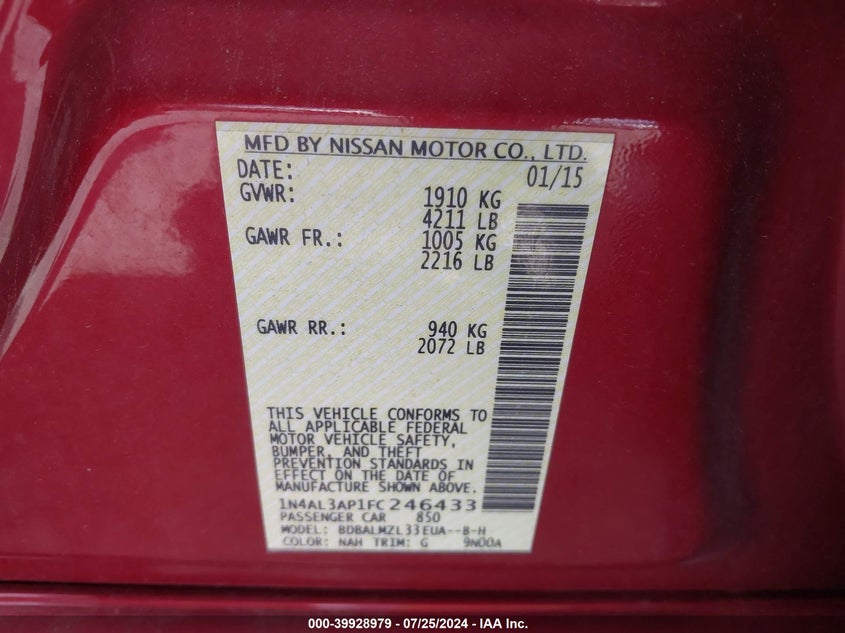 MFD BY NISSAN MOTOR CO., LTD.
DATE: 01/15
GVWR: 1910 KG
4211 LB
GAWR FR.: 1005 KG
2216 LB
GAWR RR.: 940 KG
2072 LB
THIS VEHICLE CONFORMS TO
ALL APPLICABLE FEDERAL
MOTOR VEHICLE SAFETY,
BUMPER, AND THEFT
PREVENTION STANDARDS IN
EFFECT ON THE DATE OF
MANUFACTURE SHOWN ABOVE.
1N4AL3AP1FC246433
PASSENGER CAR 850
MODEL: BDBALMZL33EUA--B-H
COLOR: NAH TRIM: G 9N00A
000-39928979 - 07/25/2024 - IAA Inc.